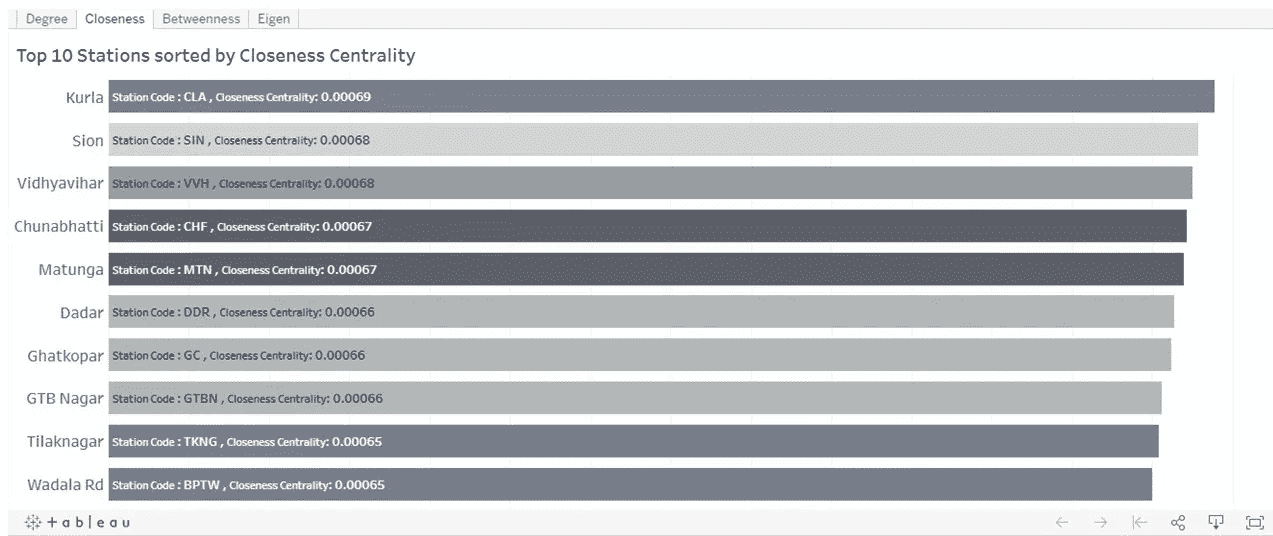 Degree Closeness Betweenness Eigen
Top 10 Stations sorted by Closeness Centrality
Kurla Station Code : CLA , Closeness Centrality: 0.00069
Sion Station Code : SIN , Closeness Centrality: 0.00068
Vidhyavihar Station Code : VVH , Closeness Centrality: 0.00068
Chunabhatti Station Code : CHF , Closeness Centrality: 0.00067
Matunga Station Code : MTN , Closeness Centrality: 0.00067
Dadar Station Code : DDR , Closeness Centrality: 0.00066
Ghatkopar Station Code : GC , Closeness Centrality: 0.00066
GTB Nagar Station Code : GTBN , Closeness Centrality: 0.00066
Tilaknagar Station Code : TKNG , Closeness Centrality: 0.00065
Wadala Rd Station Code : BPTW , Closeness Centrality: 0.00065
+ableau